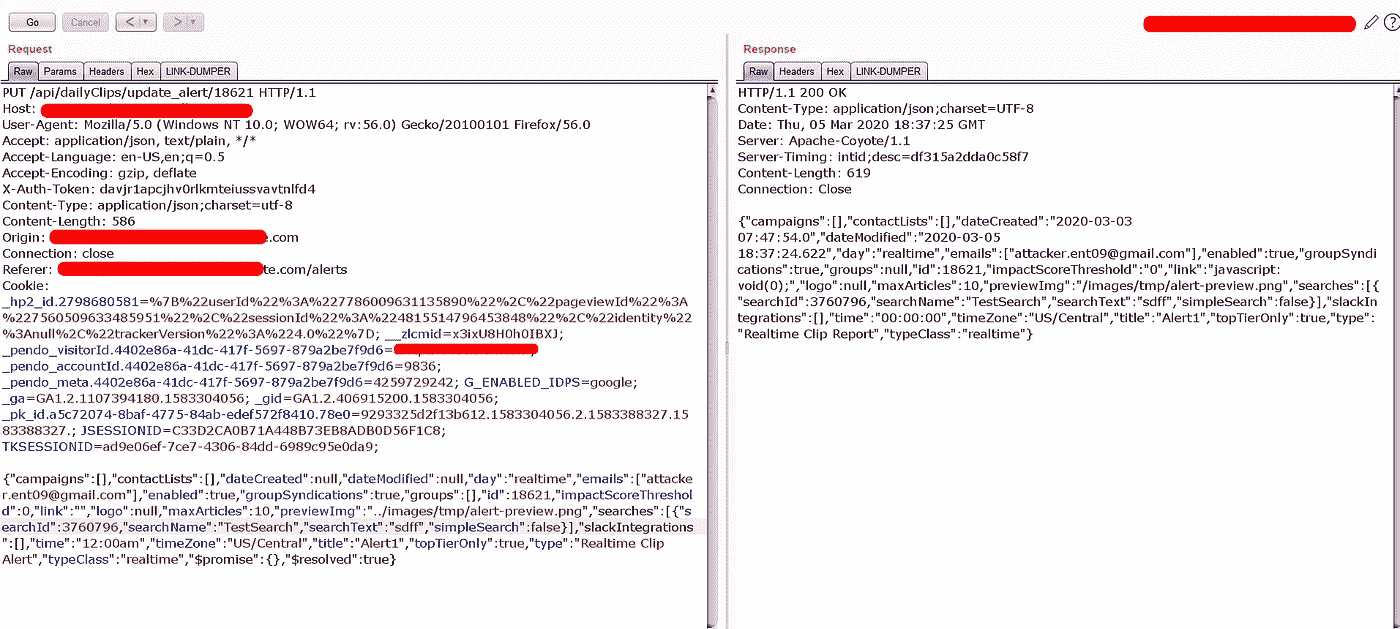 Go Cancel < >
Request
Raw Params Headers Hex LINK-DUMPER
PUT /api/dailyClips/update_alert/18621 HTTP/1.1
Host:
User-Agent: Mozilla/5.0 (Windows NT 10.0; WOW64; rv:56.0) Gecko/20100101 Firefox/56.0
Accept: application/json, text/plain, */*
Accept-Language: en-US,en;q=0.5
Accept-Encoding: gzip, deflate
X-Auth-Token: davjr1apcjhv0rlkmteiussvavtnlfd4
Content-Type: application/json;charset=utf-8
Content-Length: 586
Origin: .com
Connection: close
Referer: te.com/alerts
Cookie:
_hp2_id.2798680581=%7B%22userId%22%3A%227786009631135890%22%2C%22pageviewId%22%3A
%227560509633485951%22%2C%22sessionId%22%3A%224815514796453848%22%2C%22identity%22
%3Anull%2C%22trackerVersion%22%3A%224.0%22%7D; __zlcmid=x3ixU8H0h0IBXJ;
_pendo_visitorId.4402e86a-41dc-417f-5697-879a2be7f9d6=
_pendo_accountId.4402e86a-41dc-417f-5697-879a2be7f9d6=9836;
_pendo_meta.4402e86a-41dc-417f-5697-879a2be7f9d6=4259729242; G_ENABLED_IDPS=google;
_ga=GA1.2.1107394180.1583304056; _gid=GA1.2.406915200.1583304056;
_pk_id.a5c72074-8baf-4775-84ab-edef572f8410.78e0=9293325d2f13b612.1583304056.2.1583388327.15
83388327.; JSESSIONID=C33D2CA0B71A448B73EB8ADB0D56F1C8;
TKSESSIONID=ad9e06ef-7ce7-4306-84dd-6989c95e0da9;
{"campaigns":[],"contactLists":[],"dateCreated":null,"dateModified":null,"day":"realtime","emails":["attacke
r.ent09@gmail.com"],"enabled":true,"groupSyndications":true,"groups":[],"id":18621,"impactScoreThreshol
d":0,"link":"","logo":null,"maxArticles":10,"previewImg":"../images/tmp/alert-preview.png","searches":[{"s
earchId":3760796,"searchName":"TestSearch","searchText":"sdff","simpleSearch":false}],"slackIntegrations
":[],"time":"12:00am","timeZone":"US/Central","title":"Alert1","topTierOnly":true,"type":"Realtime Clip
Alert","typeClass":"realtime","$promise":{},"$resolved":true}
Response
Raw Headers Hex LINK-DUMPER
HTTP/1.1 200 OK
Content-Type: application/json;charset=UTF-8
Date: Thu, 05 Mar 2020 18:37:25 GMT
Server: Apache-Coyote/1.1
Server-Timing: intid;desc=df315a2dda0c58f7
Content-Length: 619
Connection: Close
{"campaigns":[],"contactLists":[],"dateCreated":"2020-03-03
07:47:54.0","dateModified":"2020-03-05
18:37:24.622","day":"realtime","emails":["attacker.ent09@gmail.com"],"enabled":true,"groupSyndi
cations":true,"groups":null,"id":18621,"impactScoreThreshold":"0","link":"javascript:
void(0);","logo":null,"maxArticles":10,"previewImg":"/images/tmp/alert-preview.png","searches":[{
"searchId":3760796,"searchName":"TestSearch","searchText":"sdff","simpleSearch":false}],"slackIn
tegrations":[],"time":"00:00:00","timeZone":"US/Central","title":"Alert1","topTierOnly":true,"type":
"Realtime Clip Report","typeClass":"realtime"}